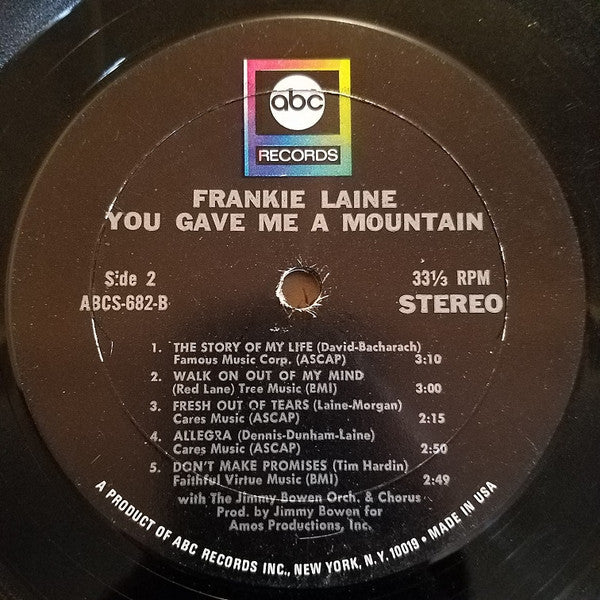 abc
RECORDS
FRANKIE LAINE
YOU GAVE ME A MOUNTAIN
Side 2
33⅓ RPM
ABCS-682-B
STEREO
1. THE STORY OF MY LIFE (David-Bacharach)
Famous Music Corp. (ASCAP) 3:10
2. WALK ON OUT OF MY MIND
(Red Lane) Tree Music (BMI) 3:00
3. FRESH OUT OF TEARS (Laine-Morgan)
Cares Music (ASCAP) 2:15
4. ALLEGRA (Dennis-Dunham-Laine)
Cares Music (ASCAP) 2:50
5. DON'T MAKE PROMISES (Tim Hardin)
Faithful Virtue Music (BMI) 2:49
with The Jimmy Bowen Orch. & Chorus
Prod. by Jimmy Bowen for
Amos Productions, Inc.
A PRODUCT OF ABC RECORDS INC., NEW YORK, N.Y. 10019 • MADE IN USA